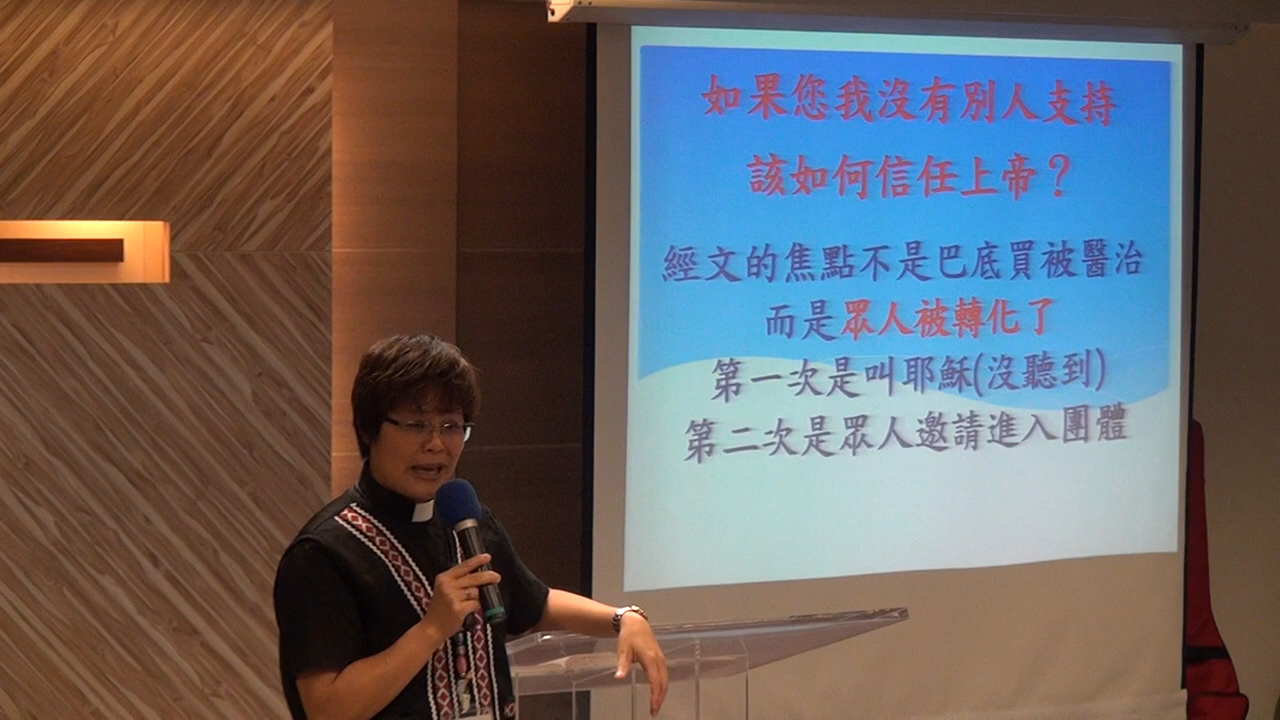 如果您我沒有別人支持
該如何信任上帝？
經文的焦點不是巴底買被醫治
而是眾人被轉化了
第一次是叫耶穌(沒聽到)
第二次是眾人邀請進入團體